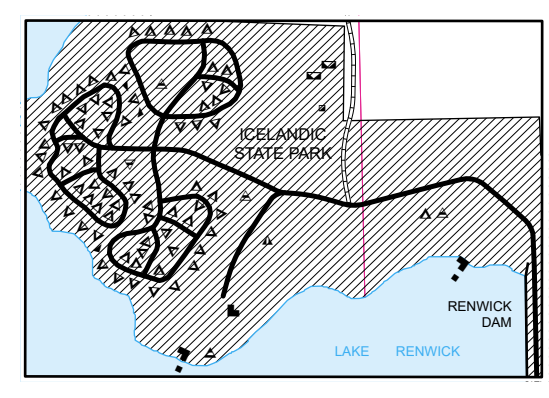 ICELANDIC
STATE PARK
RENWICK
DAM
LAKE RENWICK